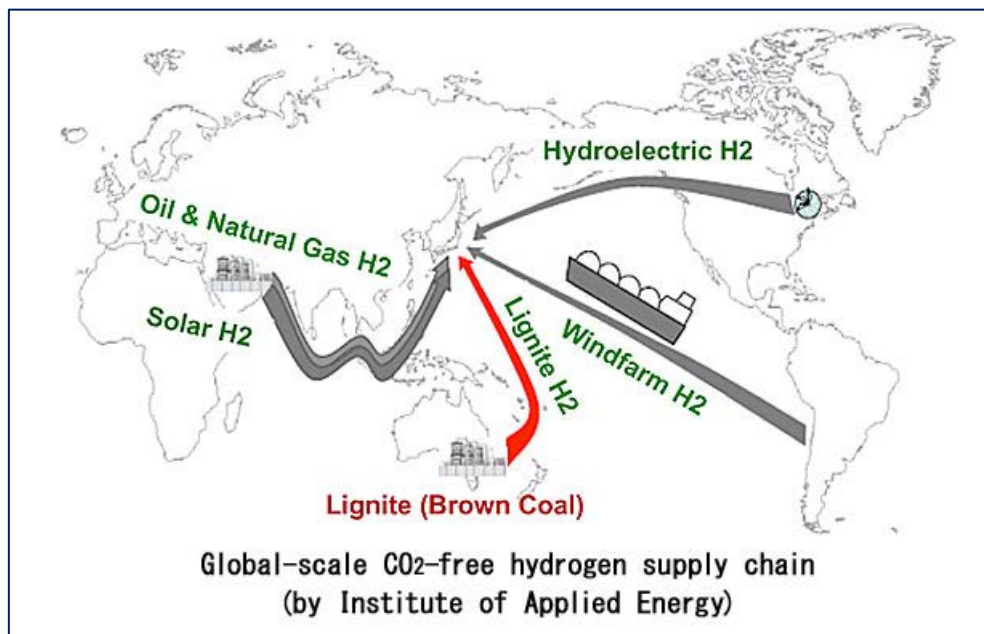 Hydroelectric H2
Oil & Natural Gas H2
Solar H2
Lignite H2
Windfarm H2
Lignite (Brown Coal)
Global-scale CO2-free hydrogen supply chain
(by Institute of Applied Energy)